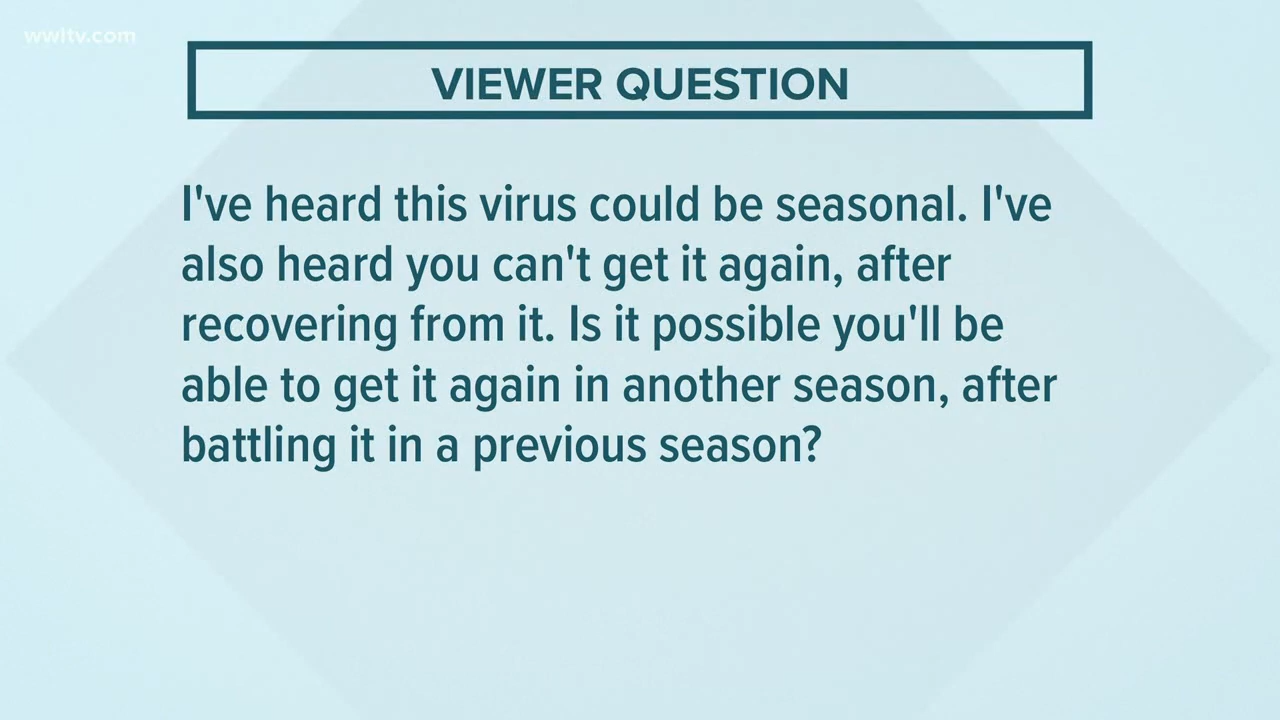 wwltv.com
VIEWER QUESTION
I've heard this virus could be seasonal. I've
also heard you can't get it again, after
recovering from it. Is it possible you'll be
able to get it again in another season, after
battling it in a previous season?